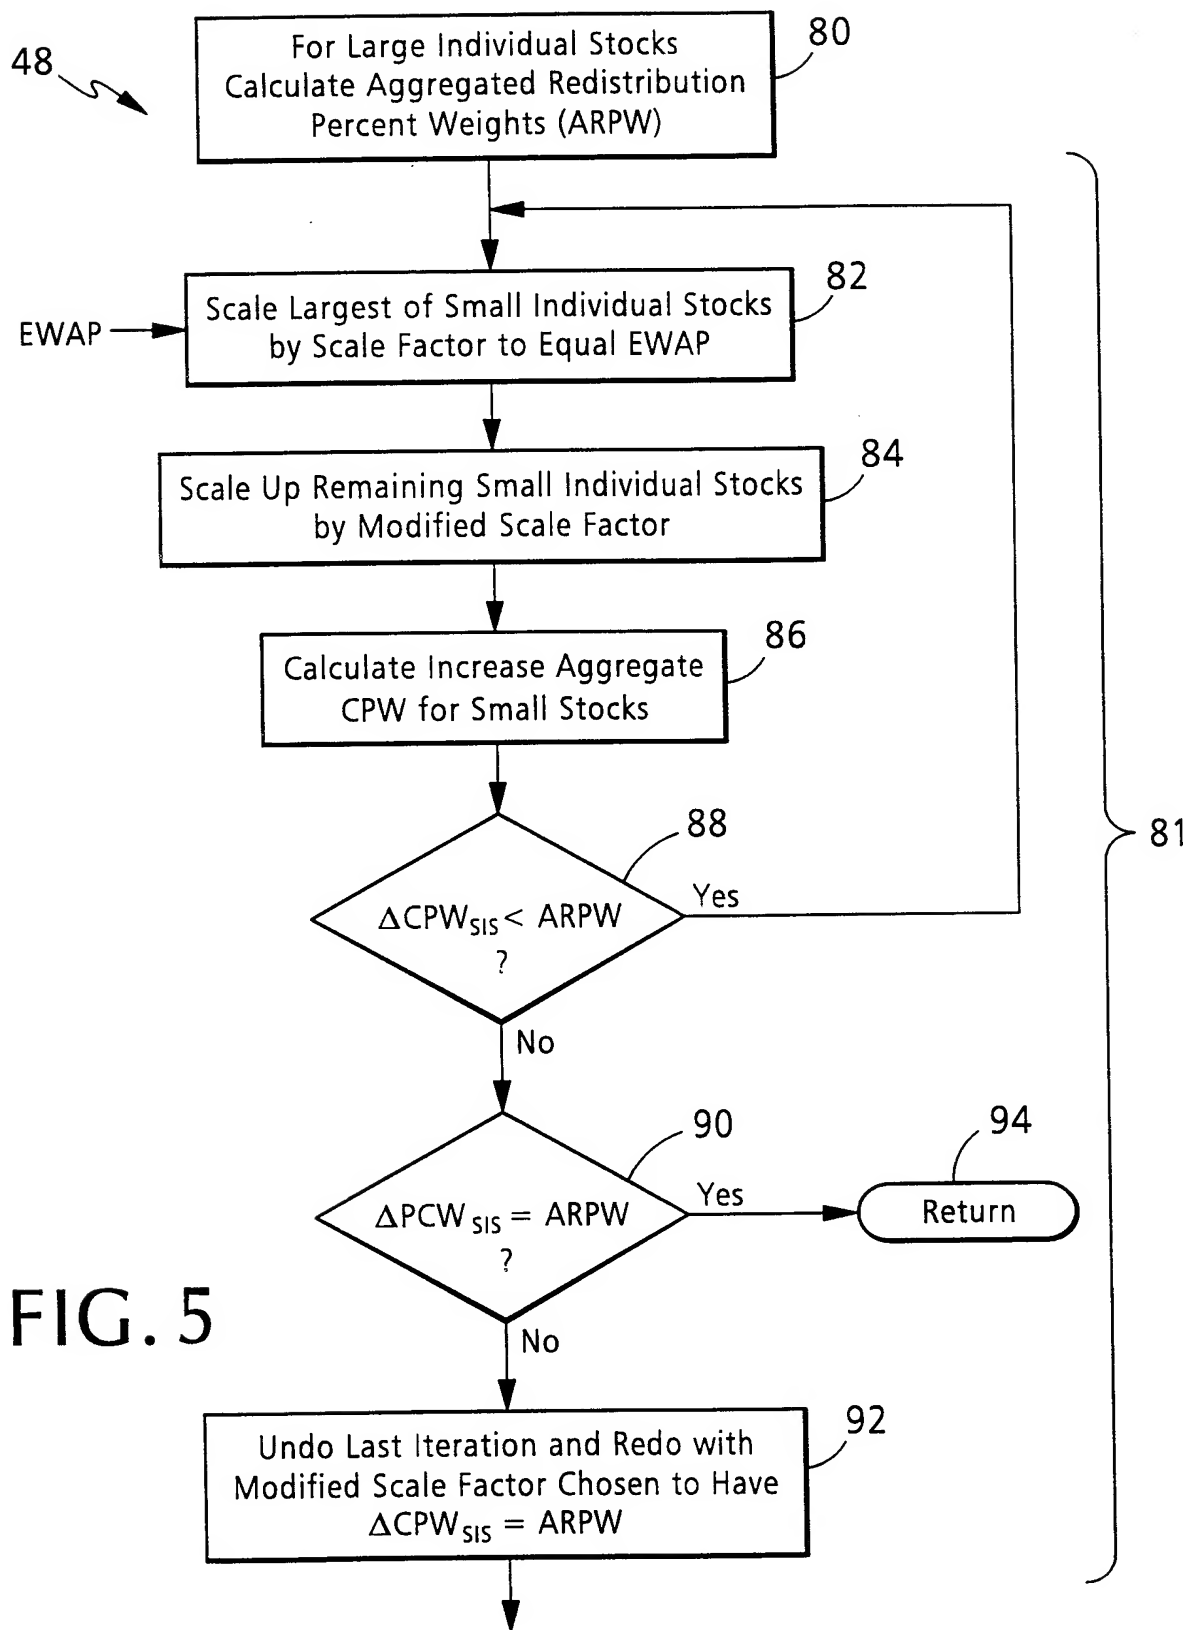 48
For Large Individual Stocks
Calculate Aggregated Redistribution
Percent Weights (ARPW)
80
EWAP
Scale Largest of Small Individual Stocks
by Scale Factor to Equal EWAP
82
Scale Up Remaining Small Individual Stocks
by Modified Scale Factor
84
Calculate Increase Aggregate
CPW for Small Stocks
86
ΔCPW_SIS < ARPW
?
88
Yes
81
No
ΔPCW_SIS = ARPW
?
90
Yes
Return
94
FIG. 5
No
Undo Last Iteration and Redo with
Modified Scale Factor Chosen to Have
ΔCPW_SIS = ARPW
92